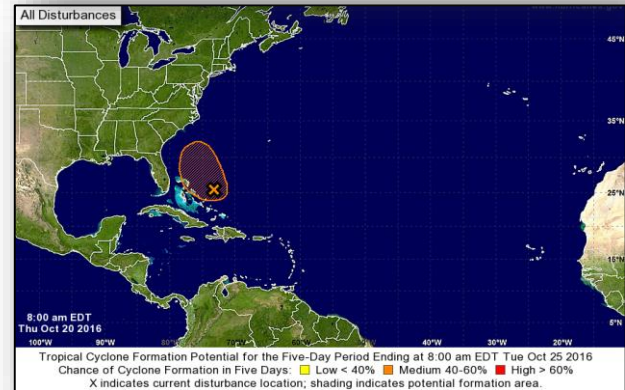 All Disturbances
45°N
35°N
25°N
15°N
5°N
8:00 am EDT
Thu Oct 20 2016
100°W 90°W 80°W 70°W 40°W 30°W 20°W
Tropical Cyclone Formation Potential for the Five-Day Period Ending at 8:00 am EDT Tue Oct 25 2016
Chance of Cyclone Formation in Five Days: Low < 40% Medium 40-60% High > 60%
X indicates current disturbance location; shading indicates potential formation area.